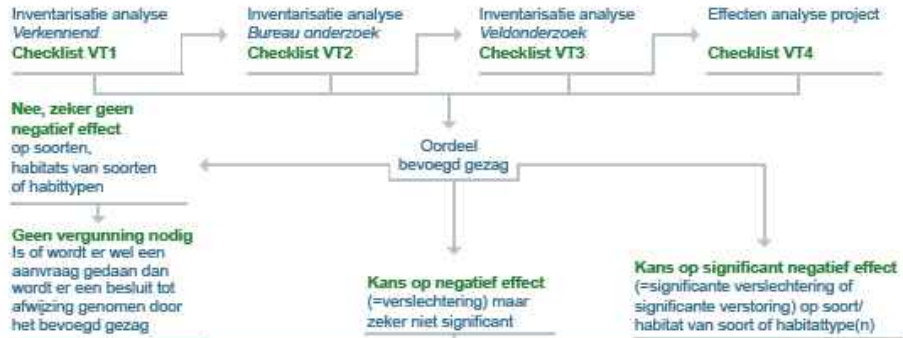 Inventarisatie analyse
Verkennend
Checklist VT1
Inventarisatie analyse
Bureau onderzoek
Checklist VT2
Inventarisatie analyse
Veldonderzoek
Checklist VT3
Effecten analyse project
Checklist VT4
Nee, zeker geen
negatief effect
op soorten,
habitats van soorten
of habittypen
Oordeel
bevoegd gezag
Geen vergunning nodig
Is of wordt er wel een
aanvraag gedaan dan
wordt er een besluit tot
afwijzing genomen door
het bevoegd gezag
Kans op negatief effect
(=verslechtering) maar
zeker niet significant
Kans op significant negatief effect
(=significante verslechtering of
significante verstoring) op soort/
habitat van soort of habitattype(n)